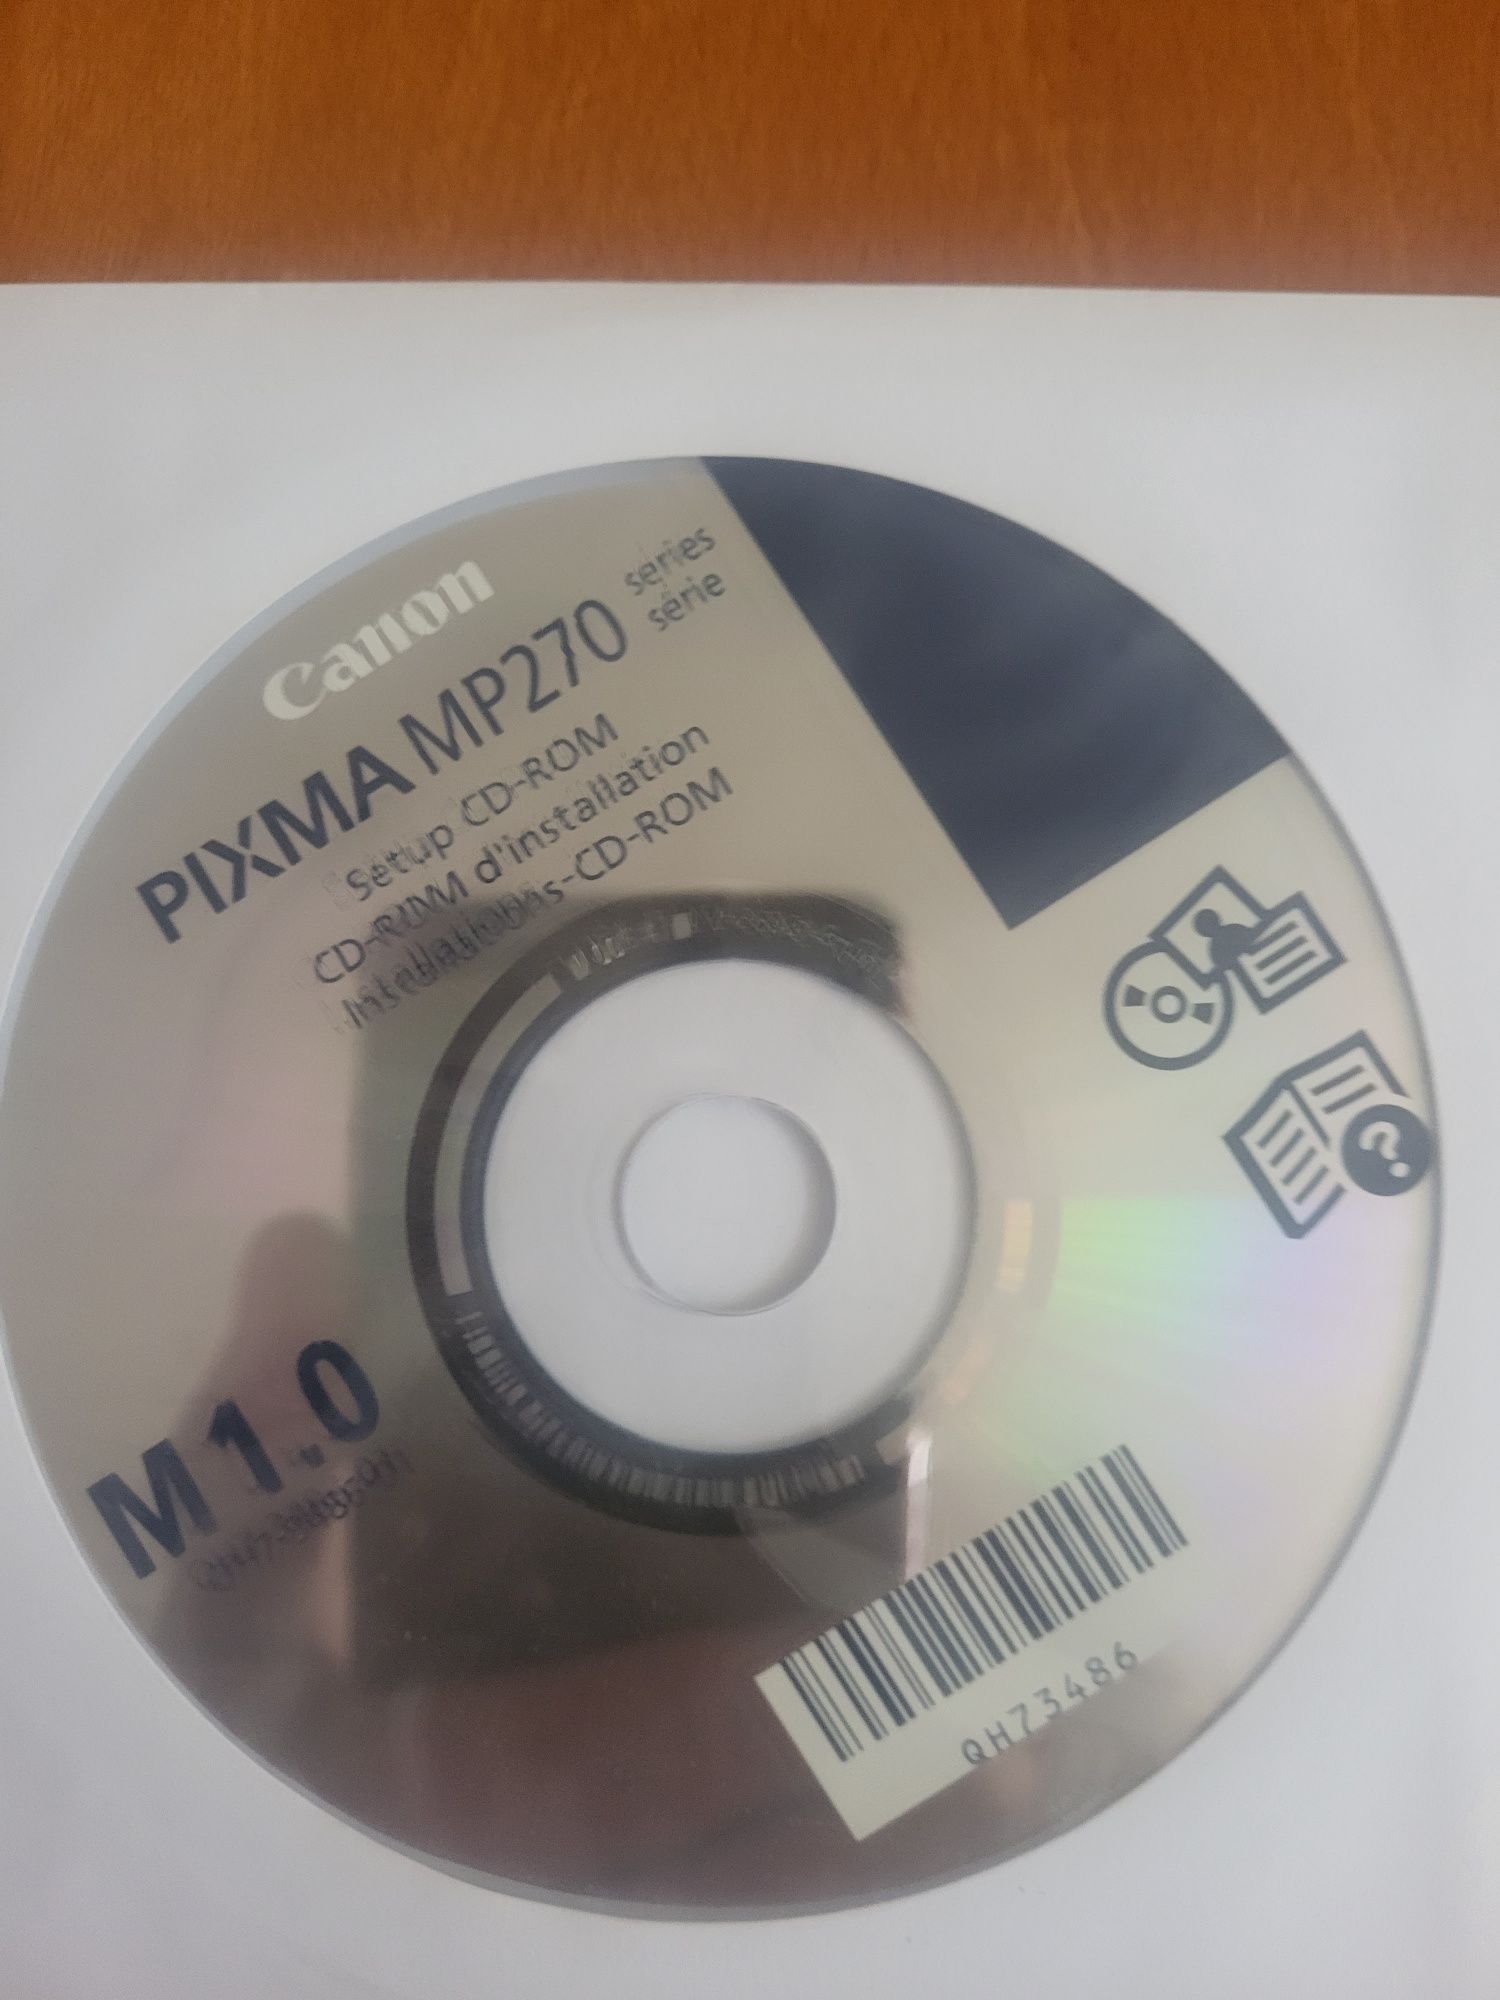 Canon
PIXMA MP270 series
série
Setup CD-ROM
CD-ROM d'installation
Installations-CD-ROM
?
M 1.0
QH73486